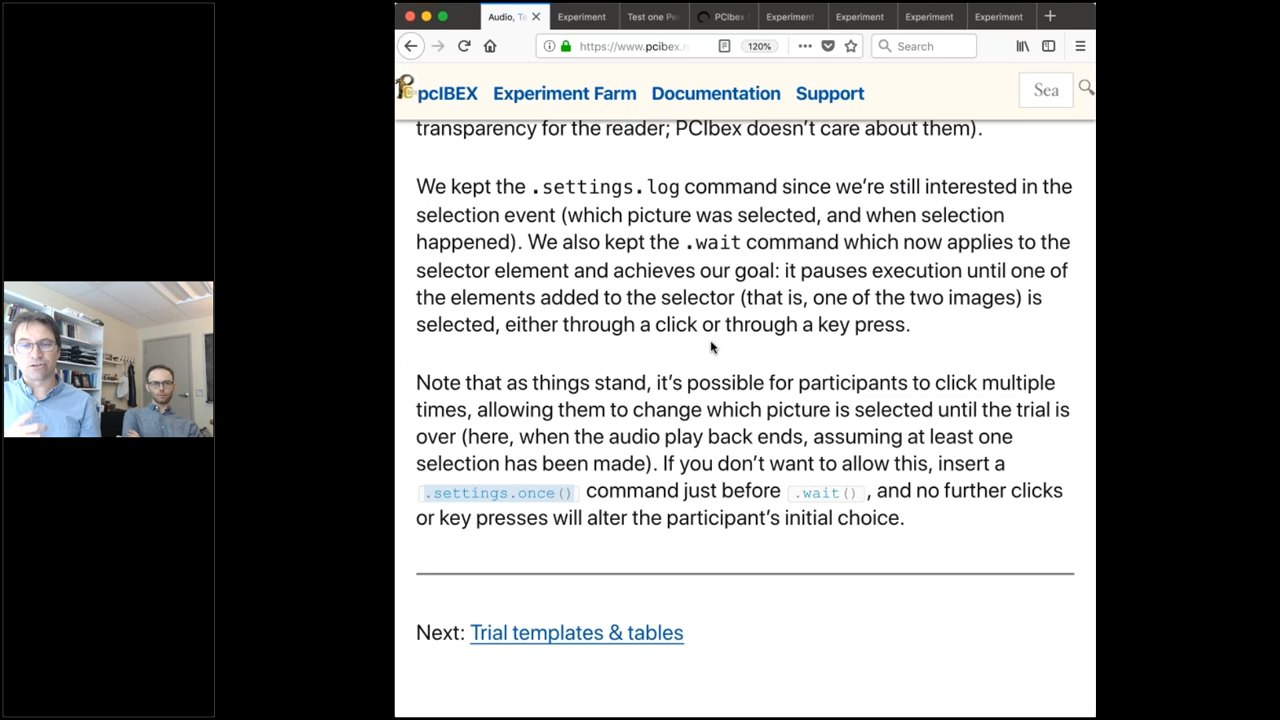 Audio, Te
Experiment
Test one Pe
PCIbex
Experiment
Experiment
Experiment
Experiment
https://www.pcibex.n
120%
Search
pcIBEX Experiment Farm Documentation Support
Sea
transparency for the reader; PCIbex doesn’t care about them).
We kept the .settings.log command since we’re still interested in the
selection event (which picture was selected, and when selection
happened). We also kept the .wait command which now applies to the
selector element and achieves our goal: it pauses execution until one of
the elements added to the selector (that is, one of the two images) is
selected, either through a click or through a key press.
Note that as things stand, it’s possible for participants to click multiple
times, allowing them to change which picture is selected until the trial is
over (here, when the audio play back ends, assuming at least one
selection has been made). If you don’t want to allow this, insert a
.settings.once() command just before .wait() , and no further clicks
or key presses will alter the participant’s initial choice.
Next: Trial templates & tables